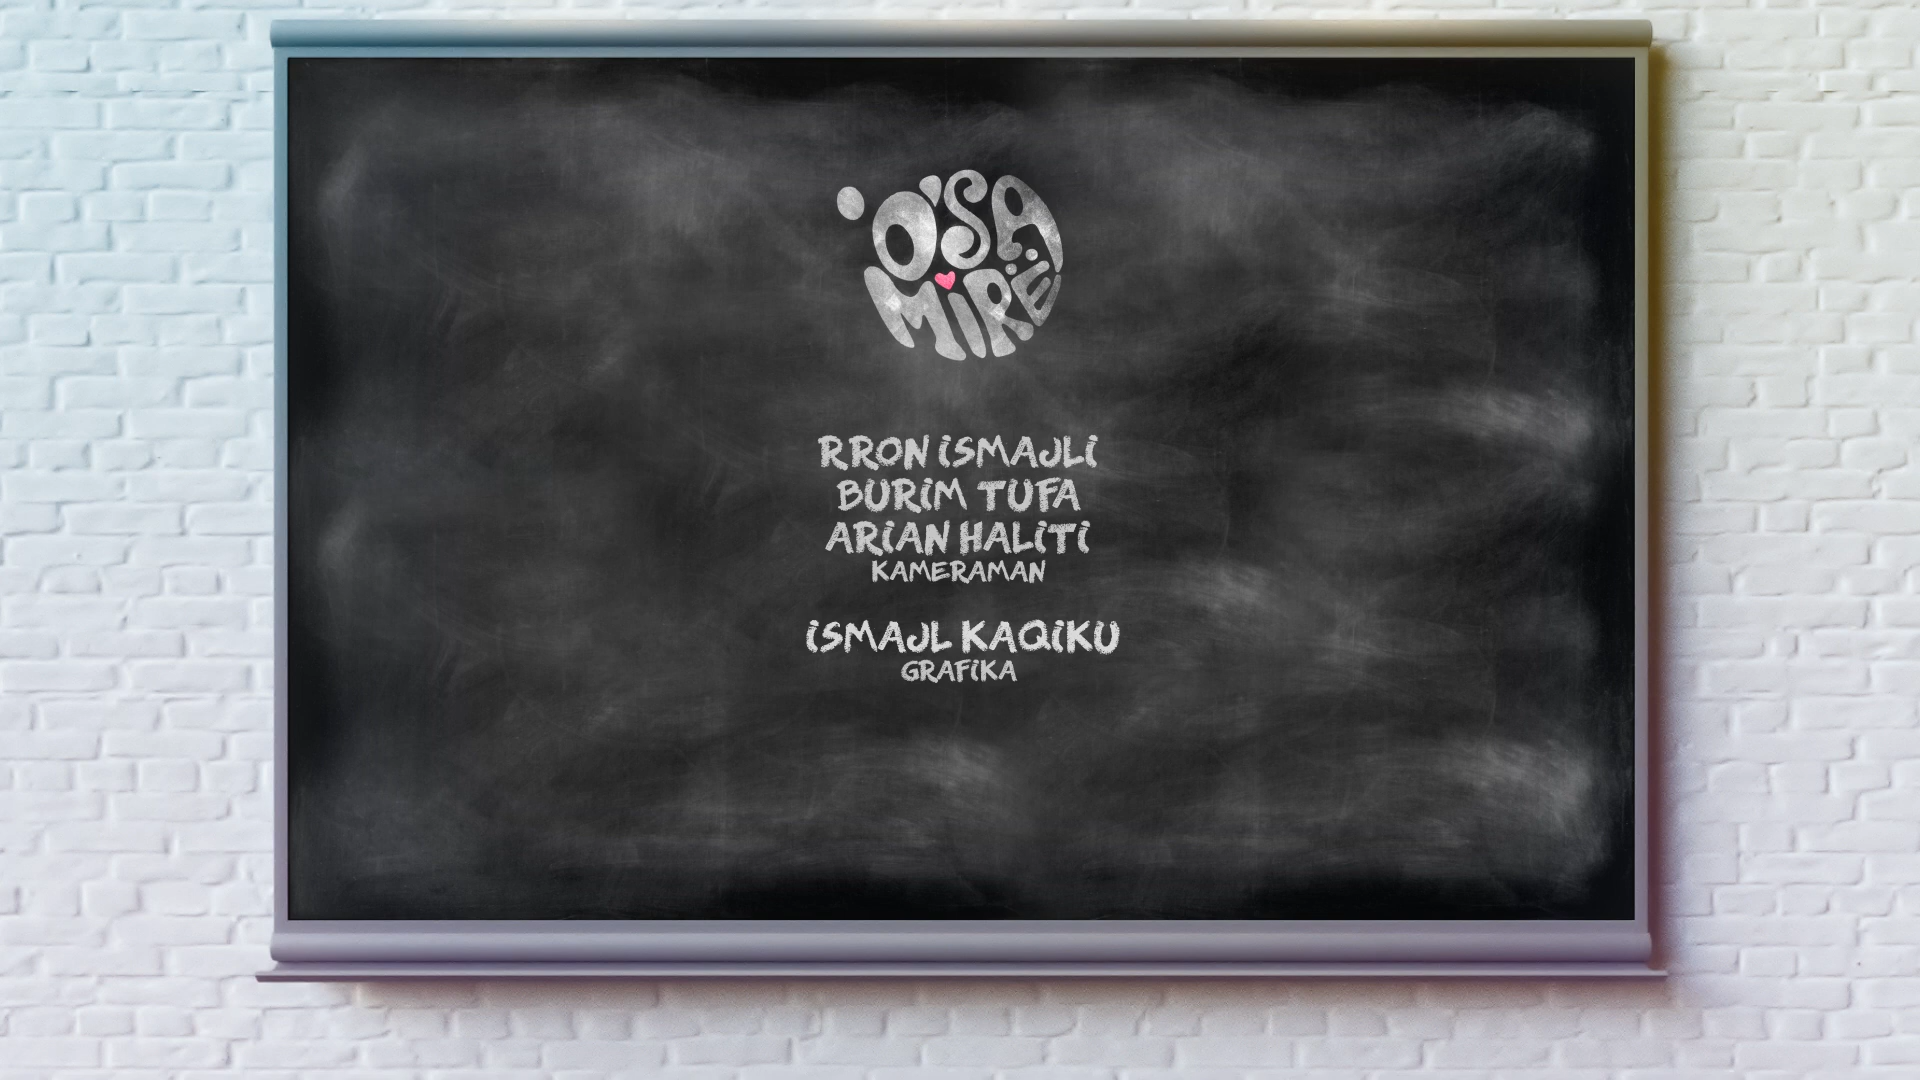 O'SA
MIRË
RRON ISMAJLI
BURIM TUFA
ARIAN HALITI
KAMERAMAN
ISMAJL KAQIKU
GRAFIKA